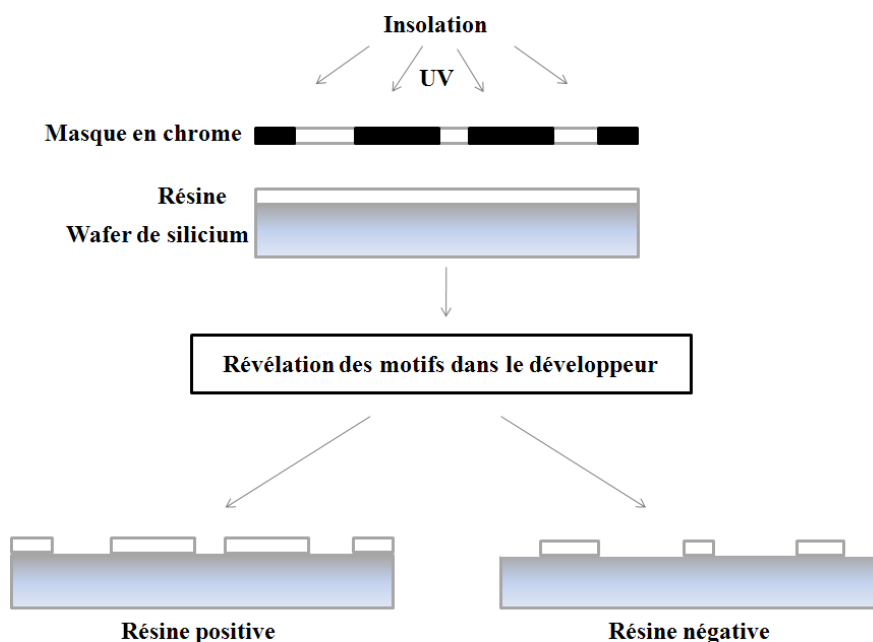 Insolation
UV
Masque en chrome
Résine
Wafer de silicium
Révélation des motifs dans le développeur
Résine positive
Résine négative